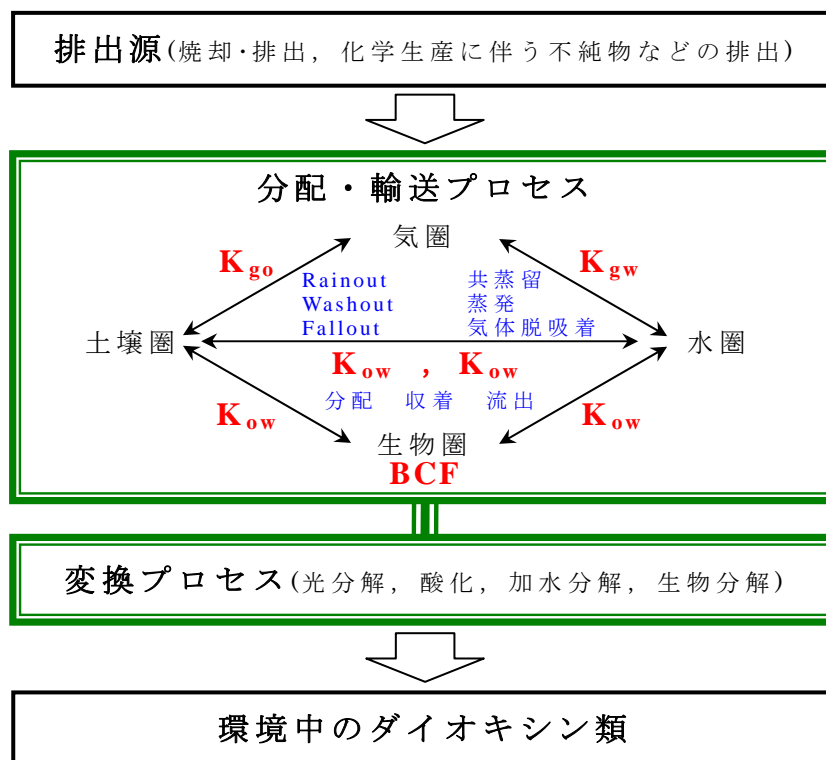 排出源(焼却・排出, 化学生産に伴う不純物などの排出)
分配・輸送プロセス
気圏
Kgo
Kgw
Rainout 共蒸留
Washout 蒸発
Fallout 気体脱吸着
土壌圏
水圏
Kow , Kow
分配 収着 流出
Kow
Kow
生物圏
BCF
変換プロセス(光分解, 酸化, 加水分解, 生物分解)
環境中のダイオキシン類